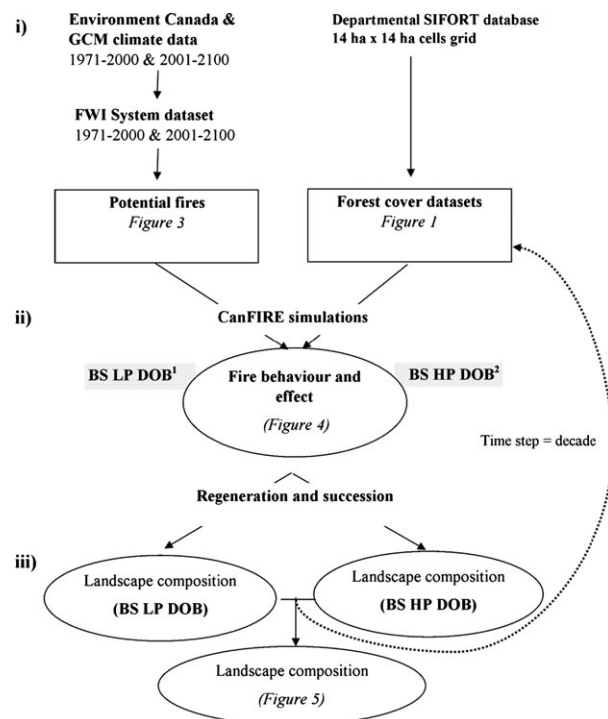 i)
Environment Canada &
GCM climate data
1971-2000 & 2001-2100
Departmental SIFORT database
14 ha x 14 ha cells grid
FWI System dataset
1971-2000 & 2001-2100
Potential fires
Figure 3
Forest cover datasets
Figure 1
ii)
CanFIRE simulations
BS LP DOB¹
Fire behaviour and
effect
(Figure 4)
BS HP DOB²
Time step = decade
Regeneration and succession
iii)
Landscape composition
(BS LP DOB)
Landscape composition
(BS HP DOB)
Landscape composition
(Figure 5)